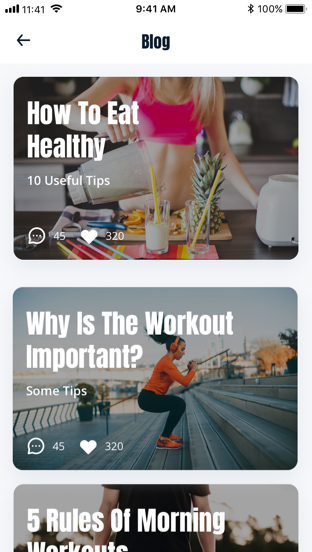 11:41 9:41 AM 100%
Blog
How To Eat
Healthy
10 Useful Tips
45 320
Why Is The Workout
Important?
Some Tips
45 320
5 Rules Of Morning
Workouts